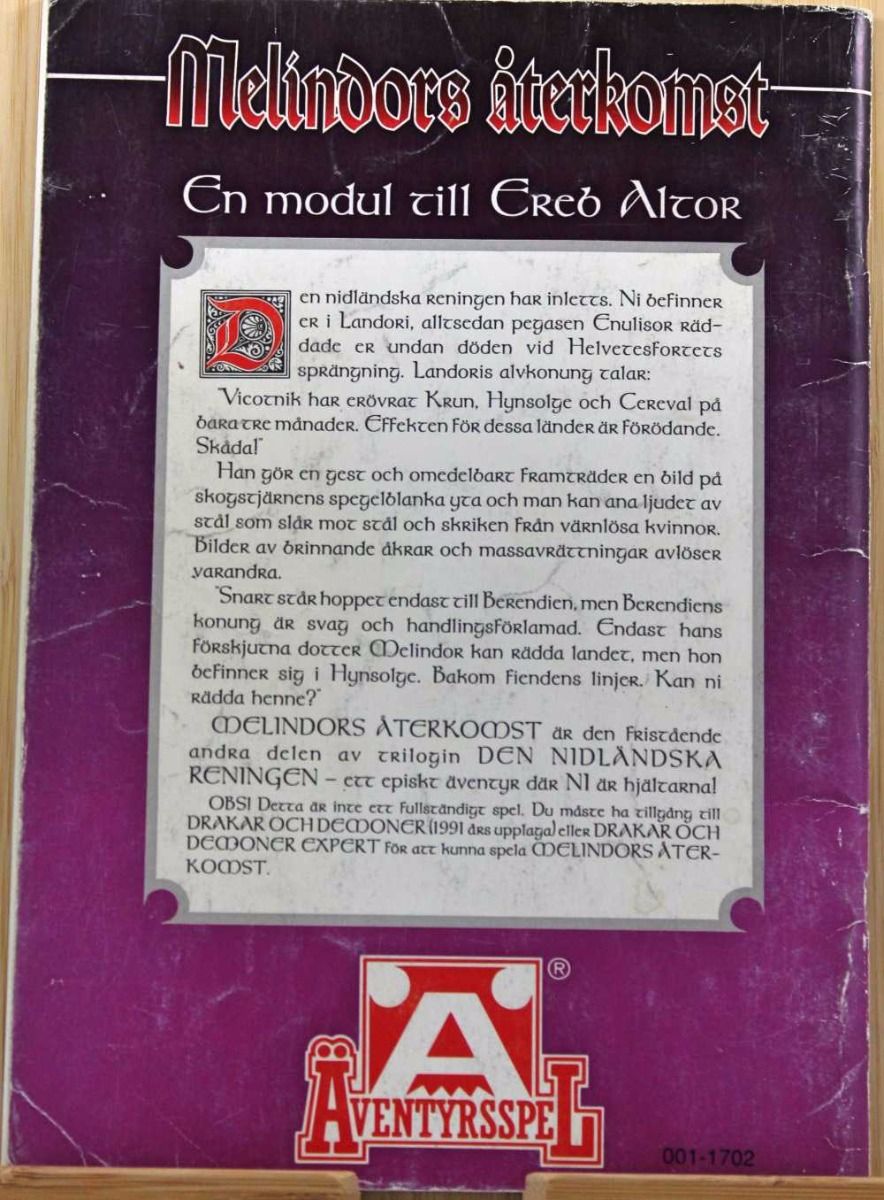 Melindors återkomst
En modul till Ereb Altor
Den nidländska reningen har inletts. Ni befinner
er i Landori, alltsedan pegasen Enulisor räd-
dade er undan döden vid Helvetesfortets
sprängning. Landoris alvkonung talar:
"Vicotnik har erövrat Krun, Hynsolge och Cereval på
bara tre månader. Effekten för dessa länder är förödande.
Skåda!"
Han gör en gest och omedelbart framträder en bild på
skogstjärnens spegelblanka yta och man kan ana ljudet av
stål som slår mot stål och skriken från värnlösa kvinnor.
Bilder av brinnande åkrar och massavrättningar avlöser
varandra.
"Snart står hoppet endast till Berendien, men Berendiens
konung är svag och handlingsförlamad. Endast hans
förskjutna dotter Melindor kan rädda landet, men hon
befinner sig i Hynsolge. Bakom fiendens linjer. Kan ni
rädda henne?"
MELINDORS ÅTERKOMST är den fristående
andra delen av trilogin DEN NIDLÄNDSKA
RENINGEN – ett episkt äventyr där NI är hjältarna!
OBS! Detta är inte ett fullständigt spel. Du måste ha tillgång till
DRAKAR OCH DEMONER (1991 års upplaga) eller DRAKAR OCH
DEMONER EXPERT för att kunna spela MELINDORS ÅTER-
KOMST.
Ä
®
ÄVENTYRSSPEL
001-1702